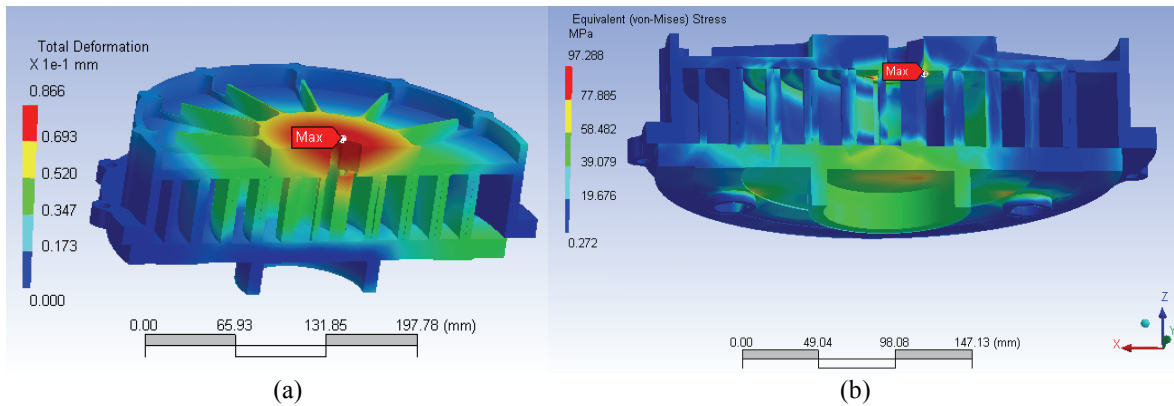 Total Deformation
X 1e-1 mm
0.866
0.693
0.520
0.347
0.173
0.000
Max
0.00 65.93 131.85 197.78 (mm)
(a)
Equivalent (von-Mises) Stress
MPa
97.288
77.885
58.482
39.079
19.676
0.272
Max
0.00 49.04 98.08 147.13 (mm)
Z
Y
X
(b)